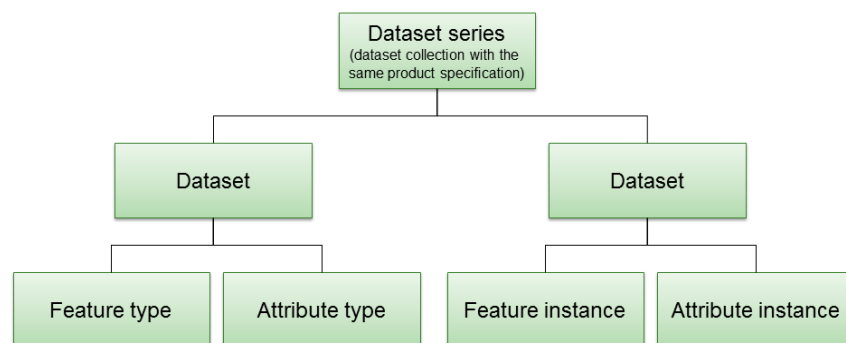 Dataset series
(dataset collection with the
same product specification)
Dataset
Dataset
Feature type
Attribute type
Feature instance
Attribute instance